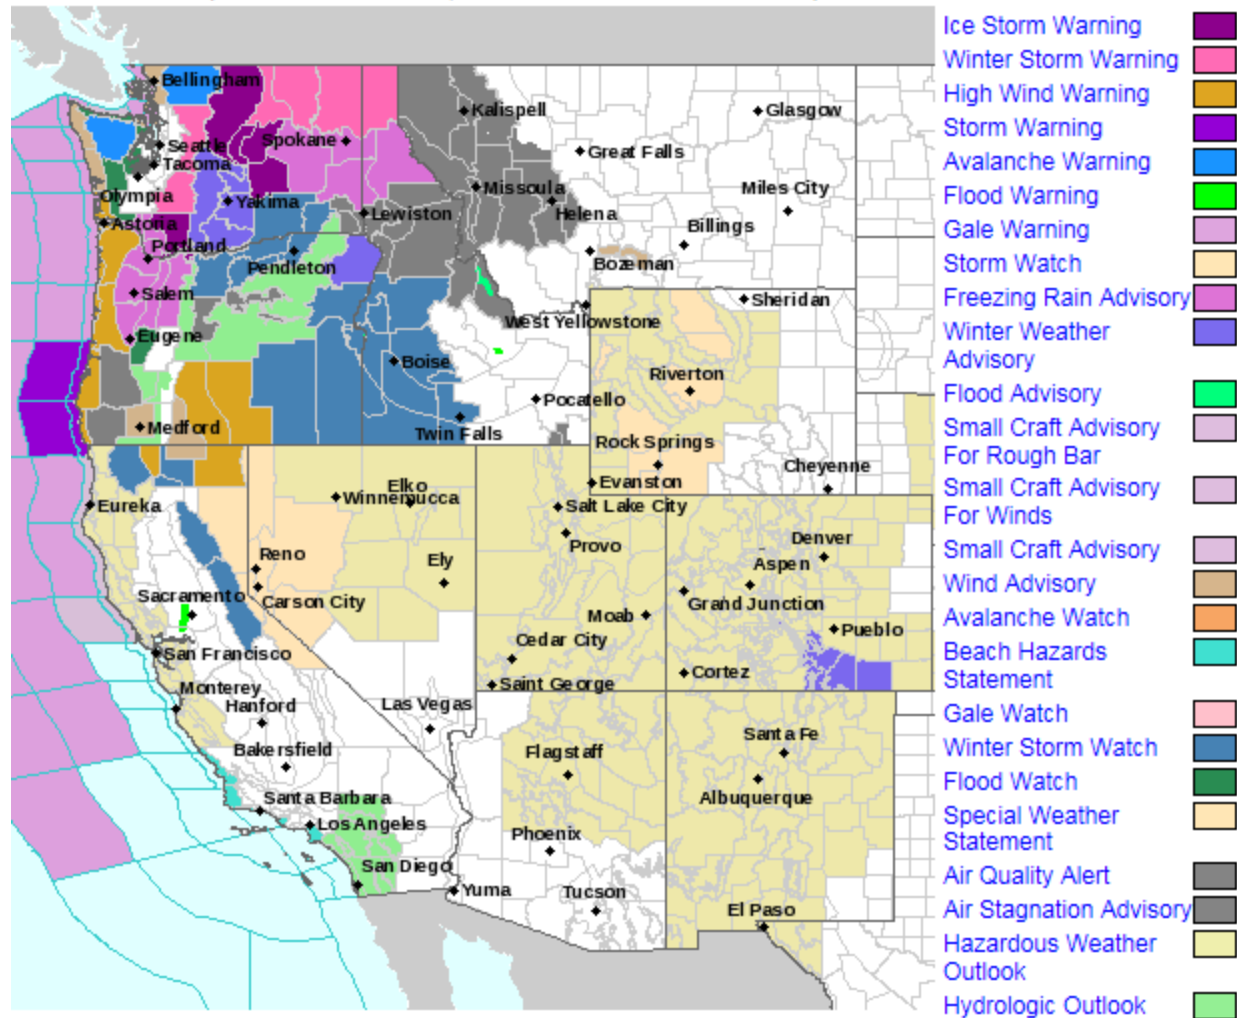 Bellingham
Kalispell
Glasgow
Seattle
Spokane
Great Falls
Tacoma
Missoula
Miles City
Olympia
Yakima
Helena
Astoria
Lewiston
Billings
Portland
Pendleton
Bozeman
Salem
Sheridan
West Yellowstone
Eugene
Boise
Riverton
Pocatello
Medford
Twin Falls
Rock Springs
Cheyenne
Elko
Evanston
Winnemucca
Eureka
Salt Lake City
Provo
Denver
Reno
Ely
Aspen
Sacramento
Carson City
Grand Junction
Moab
Pueblo
Cedar City
San Francisco
Cortez
Saint George
Monterey
Hanford
Las Vegas
Santa Fe
Bakersfield
Flagstaff
Albuquerque
Santa Barbara
Los Angeles
Phoenix
San Diego
Yuma
Tucson
El Paso
Ice Storm Warning
Winter Storm Warning
High Wind Warning
Storm Warning
Avalanche Warning
Flood Warning
Gale Warning
Storm Watch
Freezing Rain Advisory
Winter Weather
Advisory
Flood Advisory
Small Craft Advisory
For Rough Bar
Small Craft Advisory
For Winds
Small Craft Advisory
Wind Advisory
Avalanche Watch
Beach Hazards
Statement
Gale Watch
Winter Storm Watch
Flood Watch
Special Weather
Statement
Air Quality Alert
Air Stagnation Advisory
Hazardous Weather
Outlook
Hydrologic Outlook